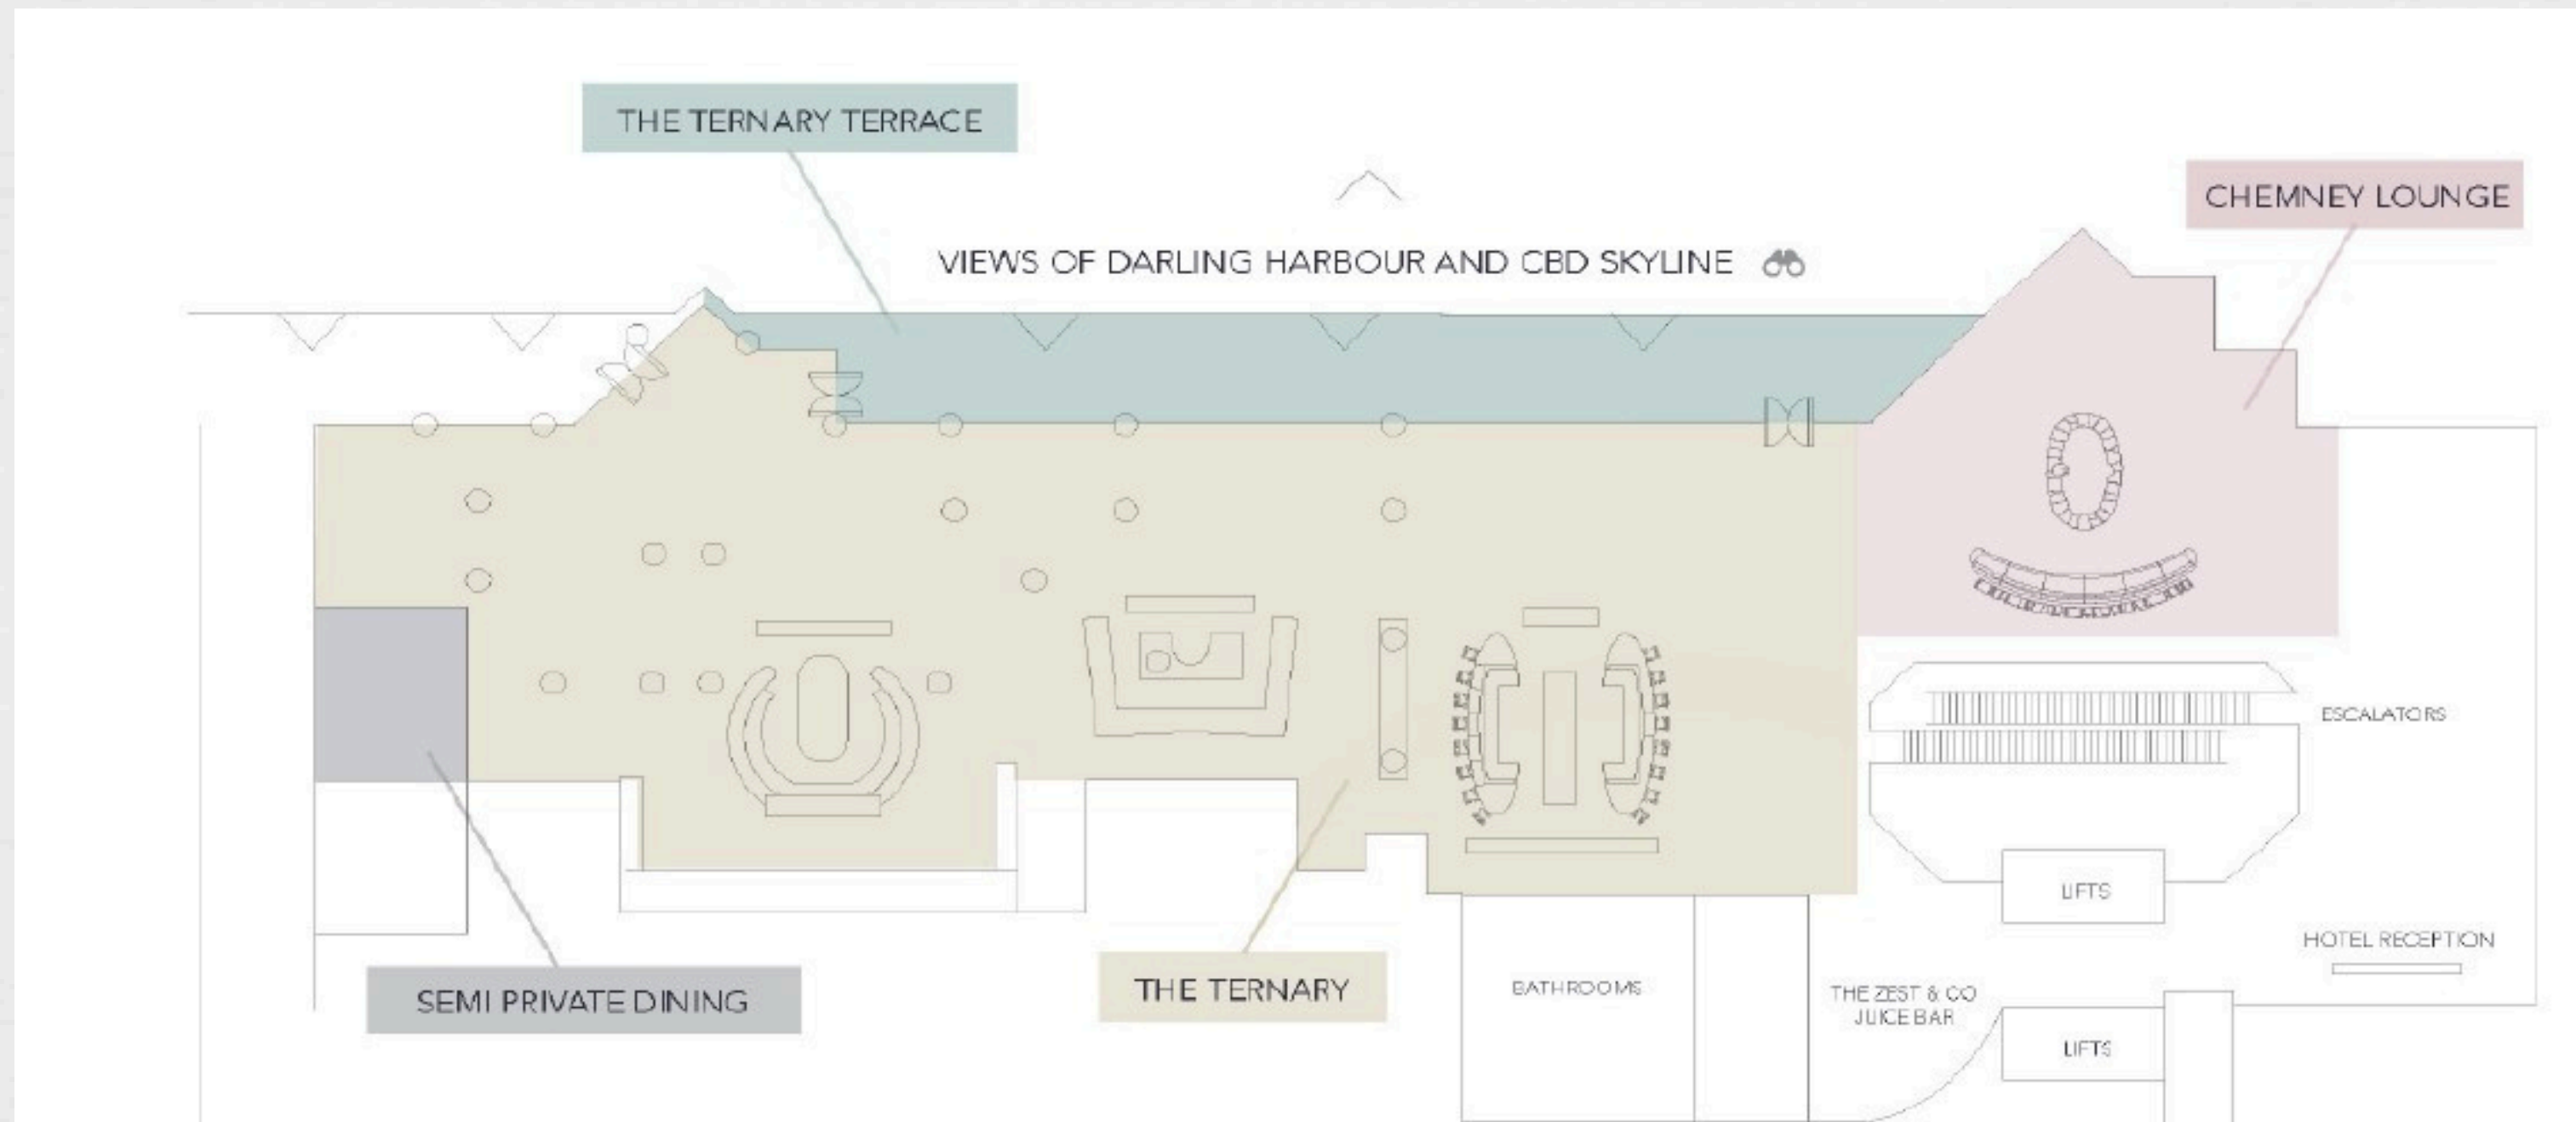 THE TERNARY TERRACE
CHEMNEY LOUNGE
VIEWS OF DARLING HARBOUR AND CBD SKYLINE
ESCALATORS
LIFTS
HOTEL RECEPTION
SEMI PRIVATE DINING
THE TERNARY
BATHROOMS
THE ZEST & CO
JUICE BAR
LIFTS